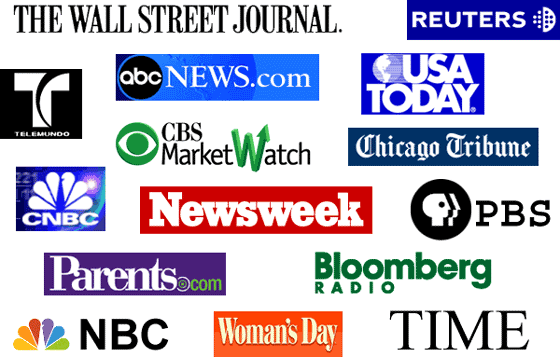 THE WALL STREET JOURNAL.
REUTERS
abc NEWS.com
USA
TODAY®
TELEMUNDO
CBS
MarketWatch
Chicago Tribune
CNBC
Newsweek
PBS
Parents.com
Bloomberg
RADIO
NBC
Woman's Day
TIME